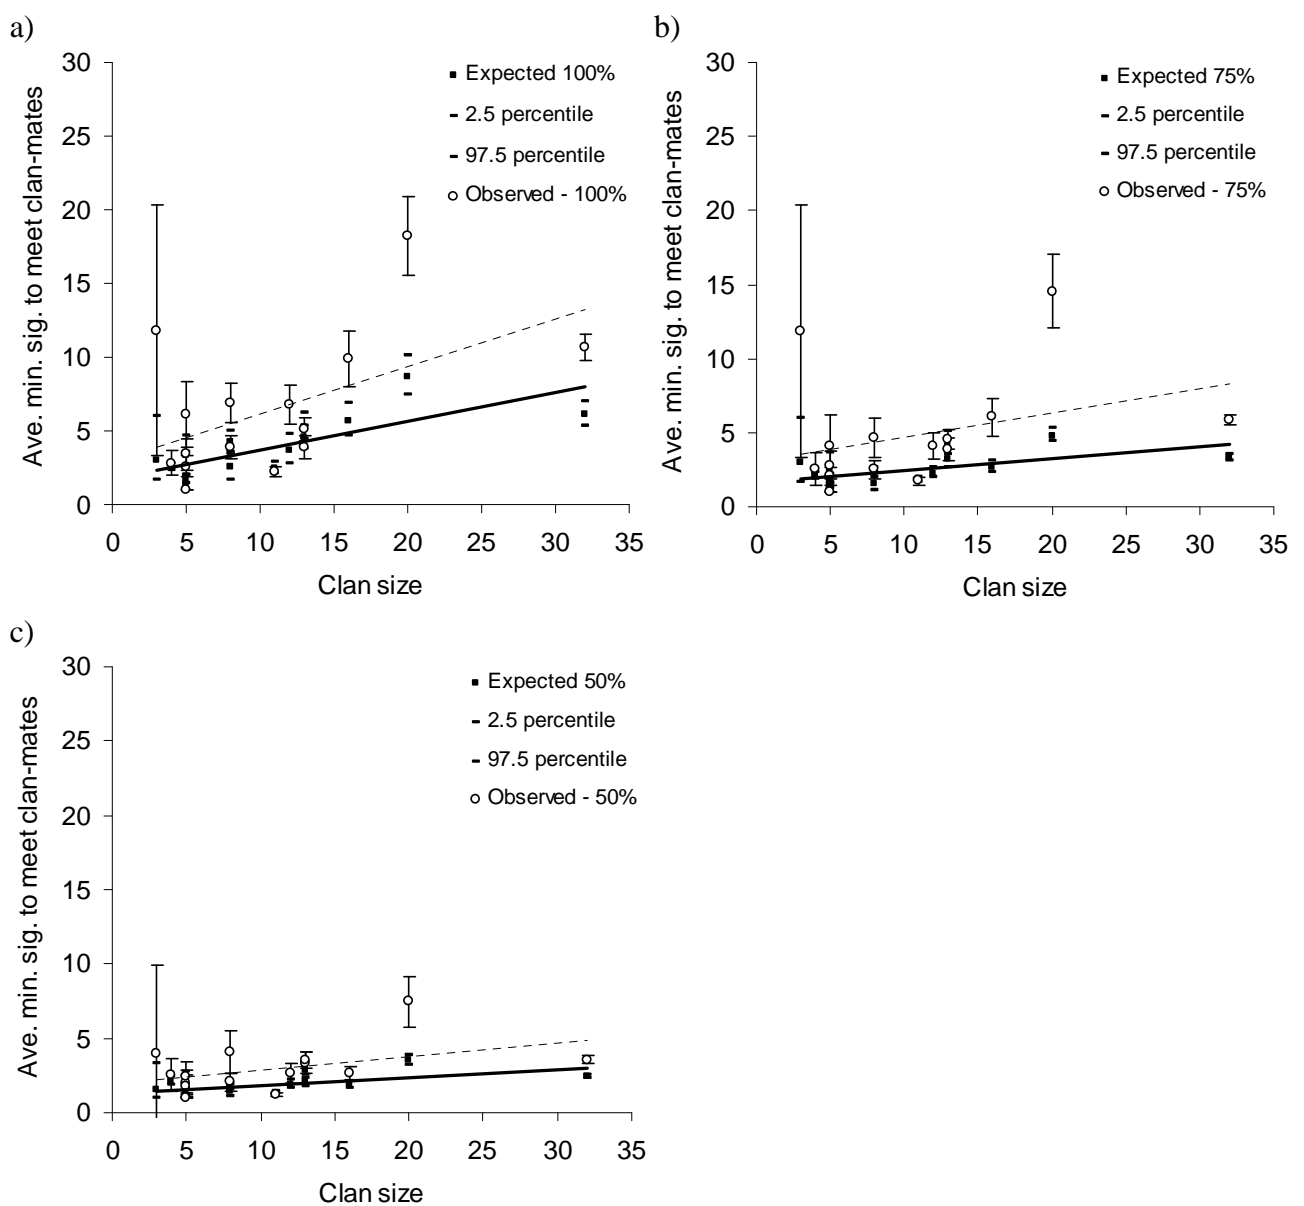 a)
Ave. min. sig. to meet clan-mates
30
25
20
15
10
5
0
0 5 10 15 20 25 30 35
Clan size
Expected 100%
2.5 percentile
97.5 percentile
Observed - 100%
b)
Ave. min. sig. to meet clan-mates
30
25
20
15
10
5
0
0 5 10 15 20 25 30 35
Clan size
Expected 75%
2.5 percentile
97.5 percentile
Observed - 75%
c)
Ave. min. sig. to meet clan-mates
30
25
20
15
10
5
0
0 5 10 15 20 25 30 35
Clan size
Expected 50%
2.5 percentile
97.5 percentile
Observed - 50%